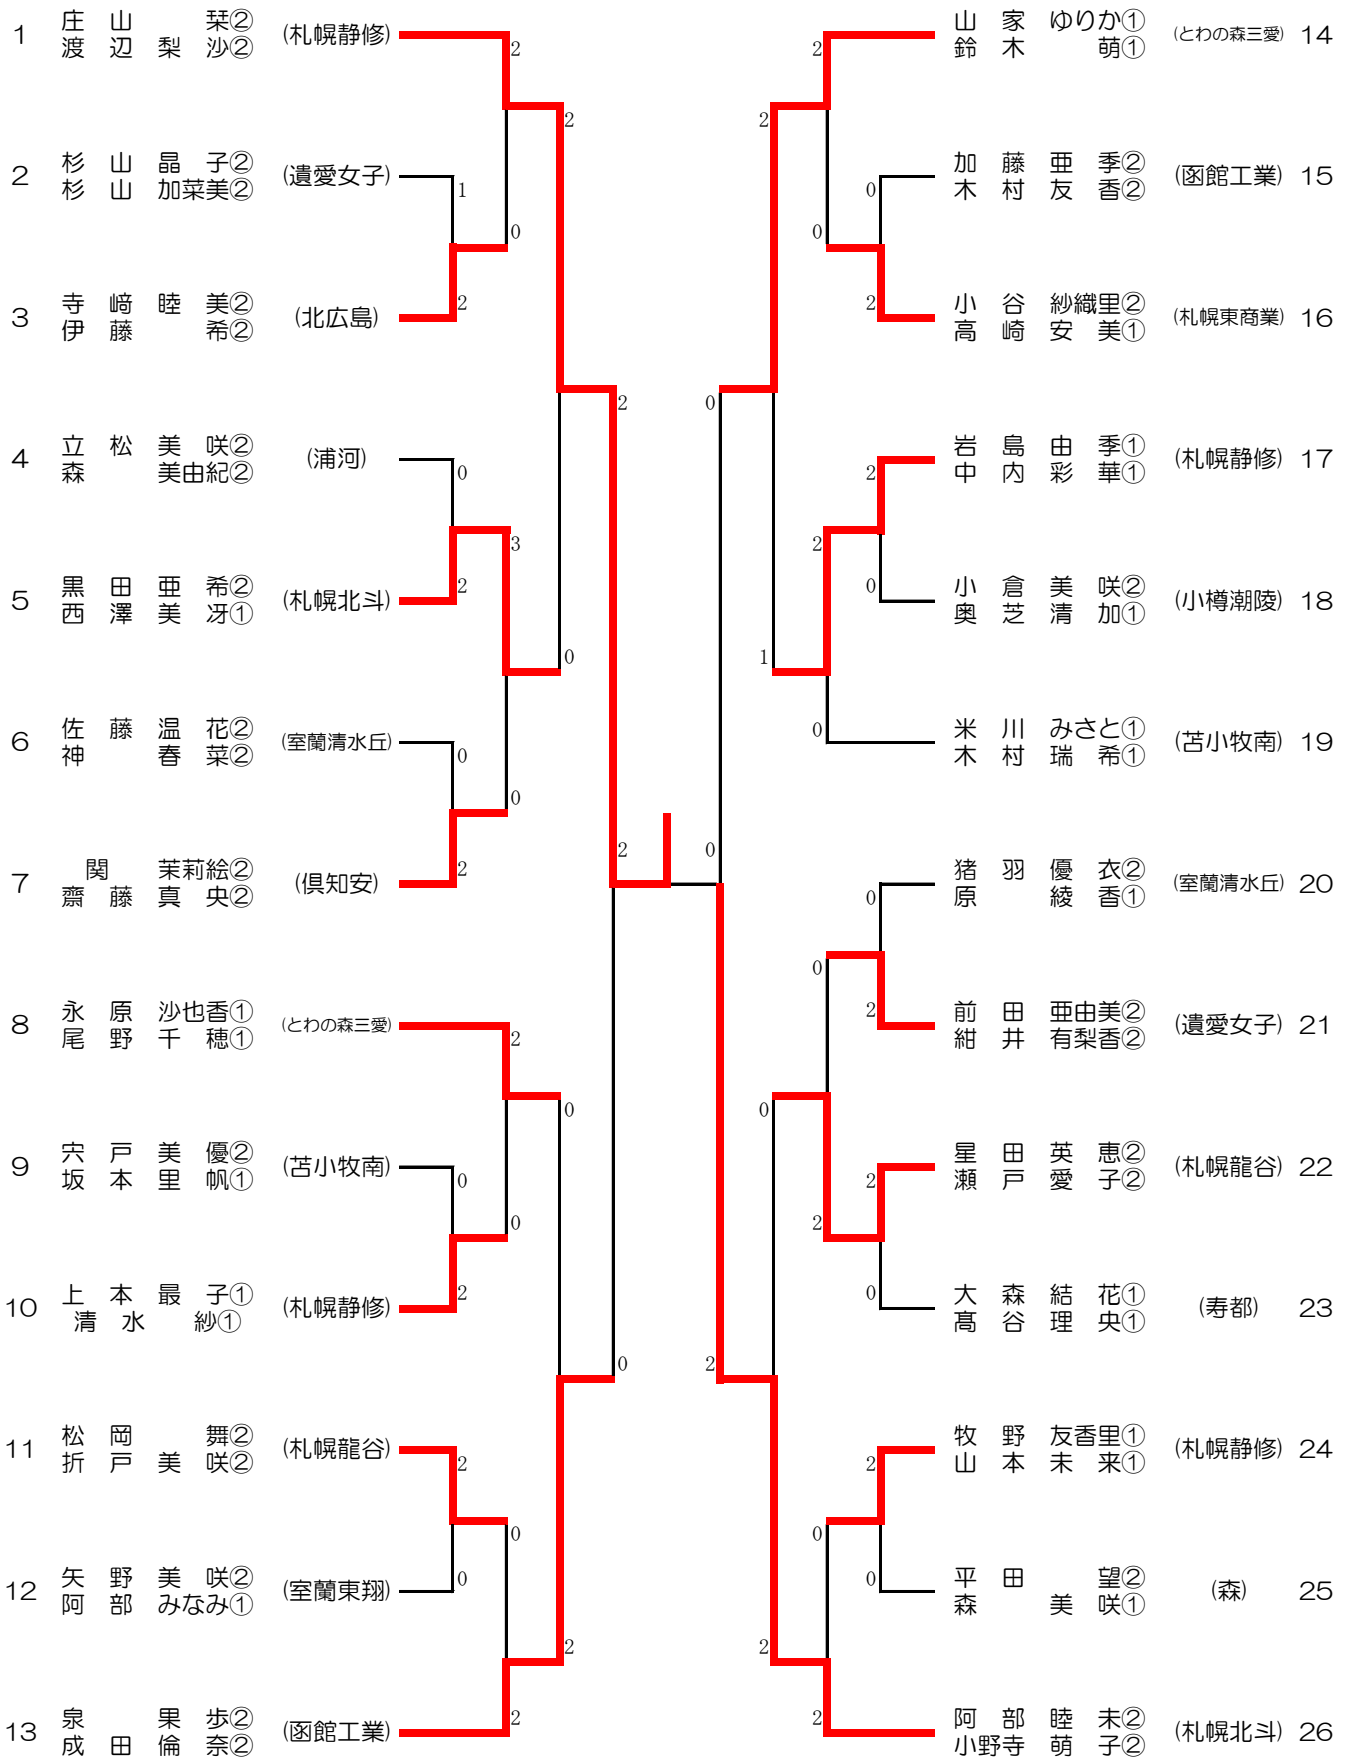 1 庄山　栞② (札幌静修)
渡辺梨沙②
2 杉山晶子② (遺愛女子)
杉山加菜美②
3 寺﨑睦美② (北広島)
伊藤　希②
4 立松美咲② (浦河)
森　美由紀②
5 黒田亜希② (札幌北斗)
西澤美冴①
6 佐藤温花② (室蘭清水丘)
神　春菜②
7 関　茉莉絵② (倶知安)
齋藤真央②
8 永原沙也香① (とわの森三愛)
尾野千穂①
9 宍戸美優② (苫小牧南)
坂本里帆①
10 上本最子① (札幌静修)
清水　紗①
11 松岡　舞② (札幌龍谷)
折戸美咲②
12 矢野美咲② (室蘭東翔)
阿部みなみ①
13 泉　果歩② (函館工業)
成田倫奈②
2
1
0
2
2
0
2
3
0
0
2
0
2
2
0
2
0
0
2
0
2
0
0
2
2
2
0
2
0
0
2
2
0
0
2
2
0
2
2
0
1
0
0
2
0
2
0
2
2
0
2
0
2
0
2
2
山家ゆりか① (とわの森三愛) 14
鈴木　萌①
加藤亜季② (函館工業) 15
木村友香②
小谷紗織里② (札幌東商業) 16
高崎安美①
岩島由季① (札幌静修) 17
中内彩華①
小倉美咲② (小樽潮陵) 18
奥芝清加①
米川みさと① (苫小牧南) 19
木村瑞希①
猪羽優衣② (室蘭清水丘) 20
原　綾香①
前田亜由美② (遺愛女子) 21
紺井有梨香②
星田英恵② (札幌龍谷) 22
瀬戸愛子②
大森結花① (寿都) 23
髙谷理央①
牧野友香里① (札幌静修) 24
山本未来①
平田　望② (森) 25
森　美咲①
阿部睦未② (札幌北斗) 26
小野寺萌子②